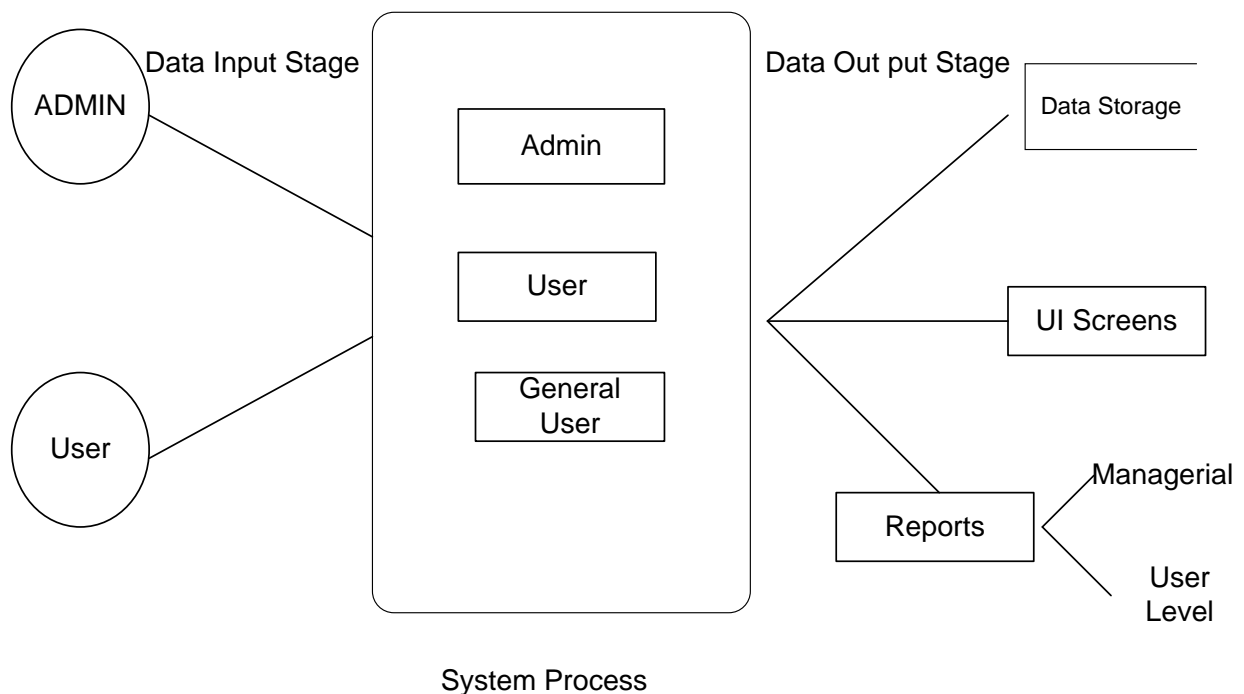 Data Input Stage
ADMIN
User
Admin
User
General
User
System Process
Data Out put Stage
Data Storage
UI Screens
Reports
Managerial
User
Level